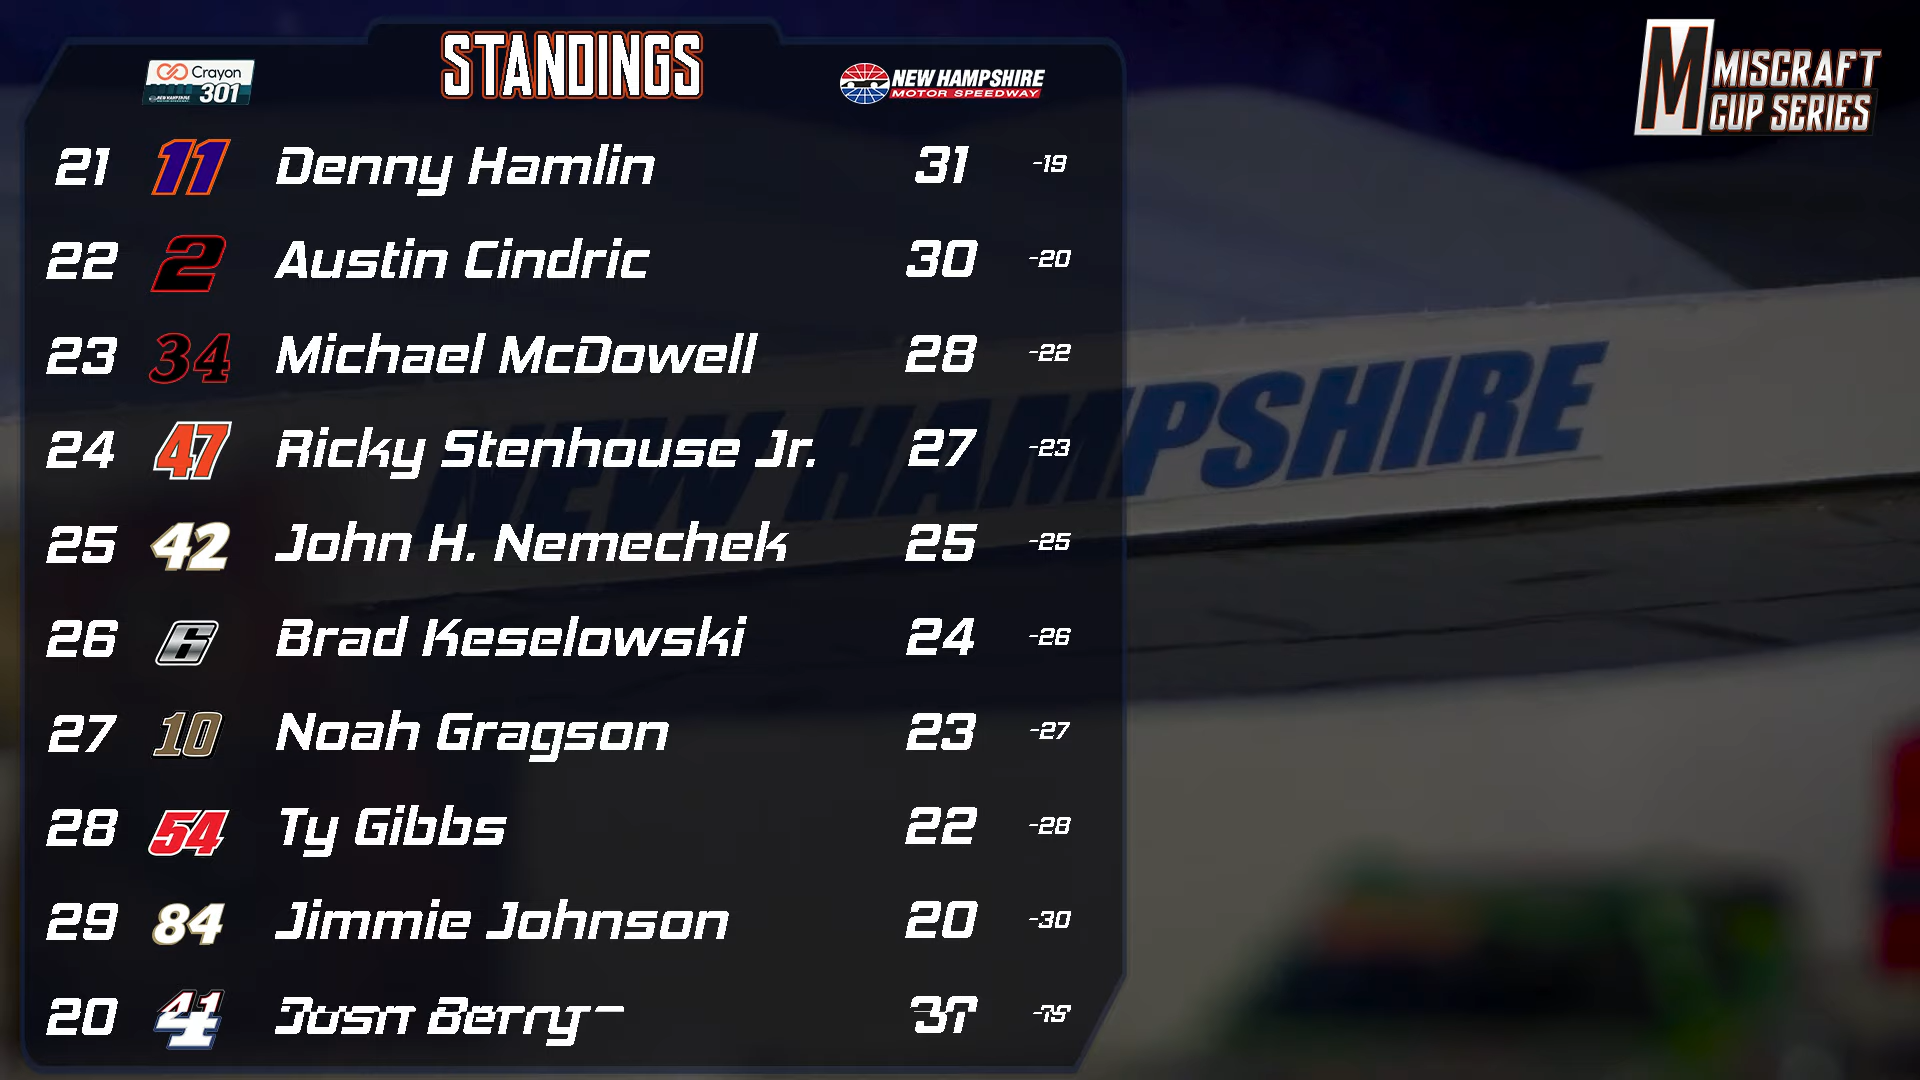 STANDINGS
Crayon
301
NEW HAMPSHIRE
MOTOR SPEEDWAY
M MISCRAFT
CUP SERIES
21 11 Denny Hamlin 31 -19
22 2 Austin Cindric 30 -20
23 34 Michael McDowell 28 -22
24 47 Ricky Stenhouse Jr. 27 -23
25 42 John H. Nemechek 25 -25
26 6 Brad Keselowski 24 -26
27 10 Noah Gragson 23 -27
28 54 Ty Gibbs 22 -28
29 84 Jimmie Johnson 20 -30
20
NEW HAMPSHIRE